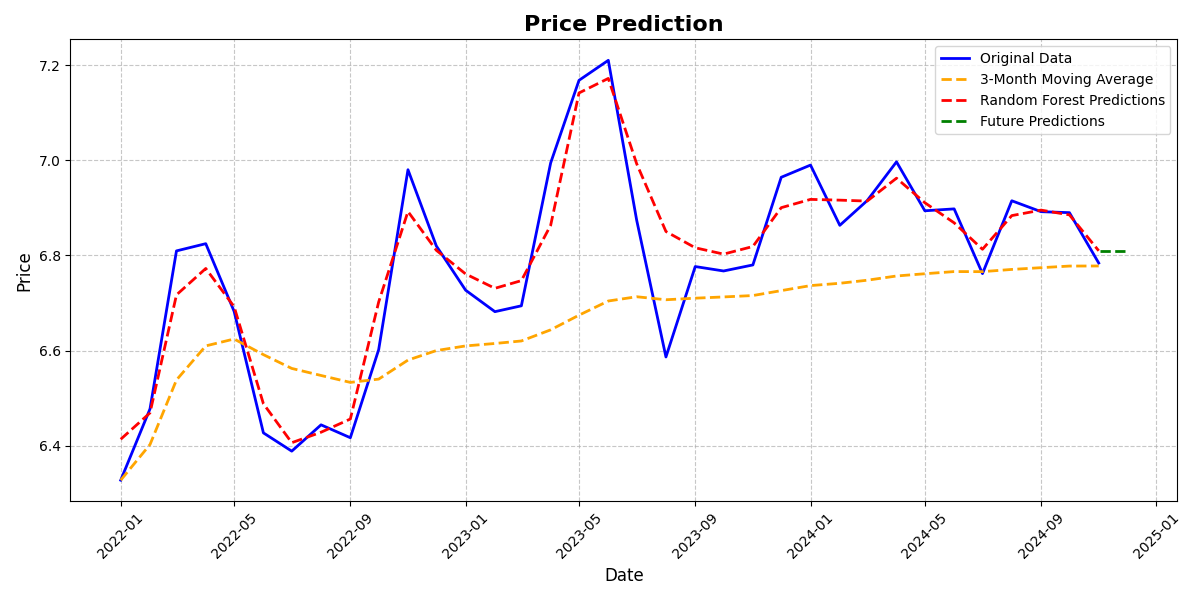 Price Prediction
Original Data
3-Month Moving Average
Random Forest Predictions
Future Predictions
Price
7.2
7.0
6.8
6.6
6.4
2022-01
2022-05
2022-09
2023-01
2023-05
2023-09
2024-01
2024-05
2024-09
2025-01
Date